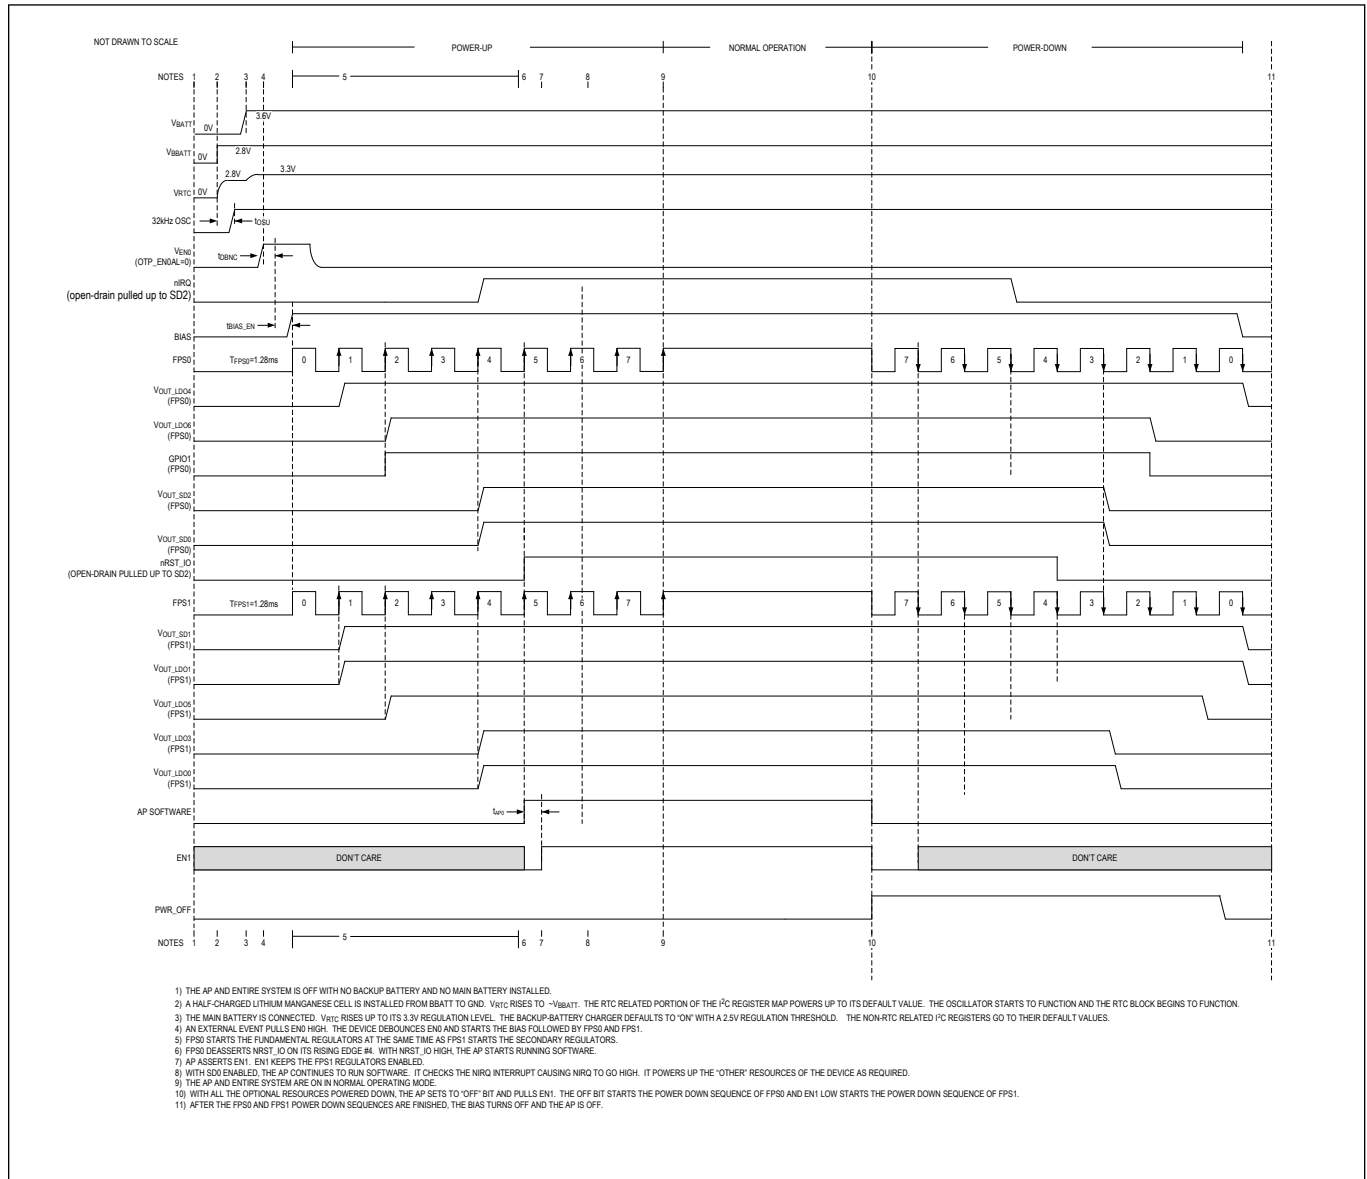 NOT DRAWN TO SCALE
POWER-UP
NORMAL OPERATION
POWER-DOWN
NOTES 1 2 3 4 5 6 7 8 9 10 11
VBATT 0V 3.6V
VBBATT 0V 2.8V
VRTC 0V 2.8V 3.3V
32kHz OSC tOSU
VEN0
(OTP_EN0AL=0)
tDBNC
nIRQ
(open-drain pulled up to SD2)
tBIAS_EN
BIAS
FPS0 TFPS0=1.28ms 0 1 2 3 4 5 6 7 7 6 5 4 3 2 1 0
VOUT_LDO4
(FPS0)
VOUT_LDO6
(FPS0)
GPIO1
(FPS0)
VOUT_SD2
(FPS0)
VOUT_SD0
(FPS0)
nRST_IO
(OPEN-DRAIN PULLED UP TO SD2)
FPS1 TFPS1=1.28ms 0 1 2 3 4 5 6 7 7 6 5 4 3 2 1 0
VOUT_SD1
(FPS1)
VOUT_LDO1
(FPS1)
VOUT_LDO5
(FPS1)
VOUT_LDO3
(FPS1)
VOUT_LDO0
(FPS1)
AP SOFTWARE tAP0
EN1 DON'T CARE DON'T CARE
PWR_OFF
NOTES 1 2 3 4 5 6 7 8 9 10 11
1) THE AP AND ENTIRE SYSTEM IS OFF WITH NO BACKUP BATTERY AND NO MAIN BATTERY INSTALLED.
2) A HALF-CHARGED LITHIUM MANGANESE CELL IS INSTALLED FROM BBATT TO GND. VRTC RISES TO ~VBBATT. THE RTC RELATED PORTION OF THE I²C REGISTER MAP POWERS UP TO ITS DEFAULT VALUE. THE OSCILLATOR STARTS TO FUNCTION AND THE RTC BLOCK BEGINS TO FUNCTION.
3) THE MAIN BATTERY IS CONNECTED. VRTC RISES UP TO ITS 3.3V REGULATION LEVEL. THE BACKUP-BATTERY CHARGER DEFAULTS TO "ON" WITH A 2.5V REGULATION THRESHOLD. THE NON-RTC RELATED I²C REGISTERS GO TO THEIR DEFAULT VALUES.
4) AN EXTERNAL EVENT PULLS EN0 HIGH. THE DEVICE DEBOUNCES EN0 AND STARTS THE BIAS FOLLOWED BY FPS0 AND FPS1.
5) FPS0 STARTS THE FUNDAMENTAL REGULATORS AT THE SAME TIME AS FPS1 STARTS THE SECONDARY REGULATORS.
6) FPS0 DEASSERTS NRST_IO ON ITS RISING EDGE #4. WITH NRST_IO HIGH, THE AP STARTS RUNNING SOFTWARE.
7) AP ASSERTS EN1. EN1 KEEPS THE FPS1 REGULATORS ENABLED.
8) WITH SD0 ENABLED, THE AP CONTINUES TO RUN SOFTWARE. IT CHECKS THE NIRQ INTERRUPT CAUSING NIRQ TO GO HIGH. IT POWERS UP THE "OTHER" RESOURCES OF THE DEVICE AS REQUIRED.
9) THE AP AND ENTIRE SYSTEM ARE ON IN NORMAL OPERATING MODE.
10) WITH ALL THE OPTIONAL RESOURCES POWERED DOWN, THE AP SETS TO "OFF" BIT AND PULLS EN1. THE OFF BIT STARTS THE POWER DOWN SEQUENCE OF FPS0 AND EN1 LOW STARTS THE POWER DOWN SEQUENCE OF FPS1.
11) AFTER THE FPS0 AND FPS1 POWER DOWN SEQUENCES ARE FINISHED, THE BIAS TURNS OFF AND THE AP IS OFF.